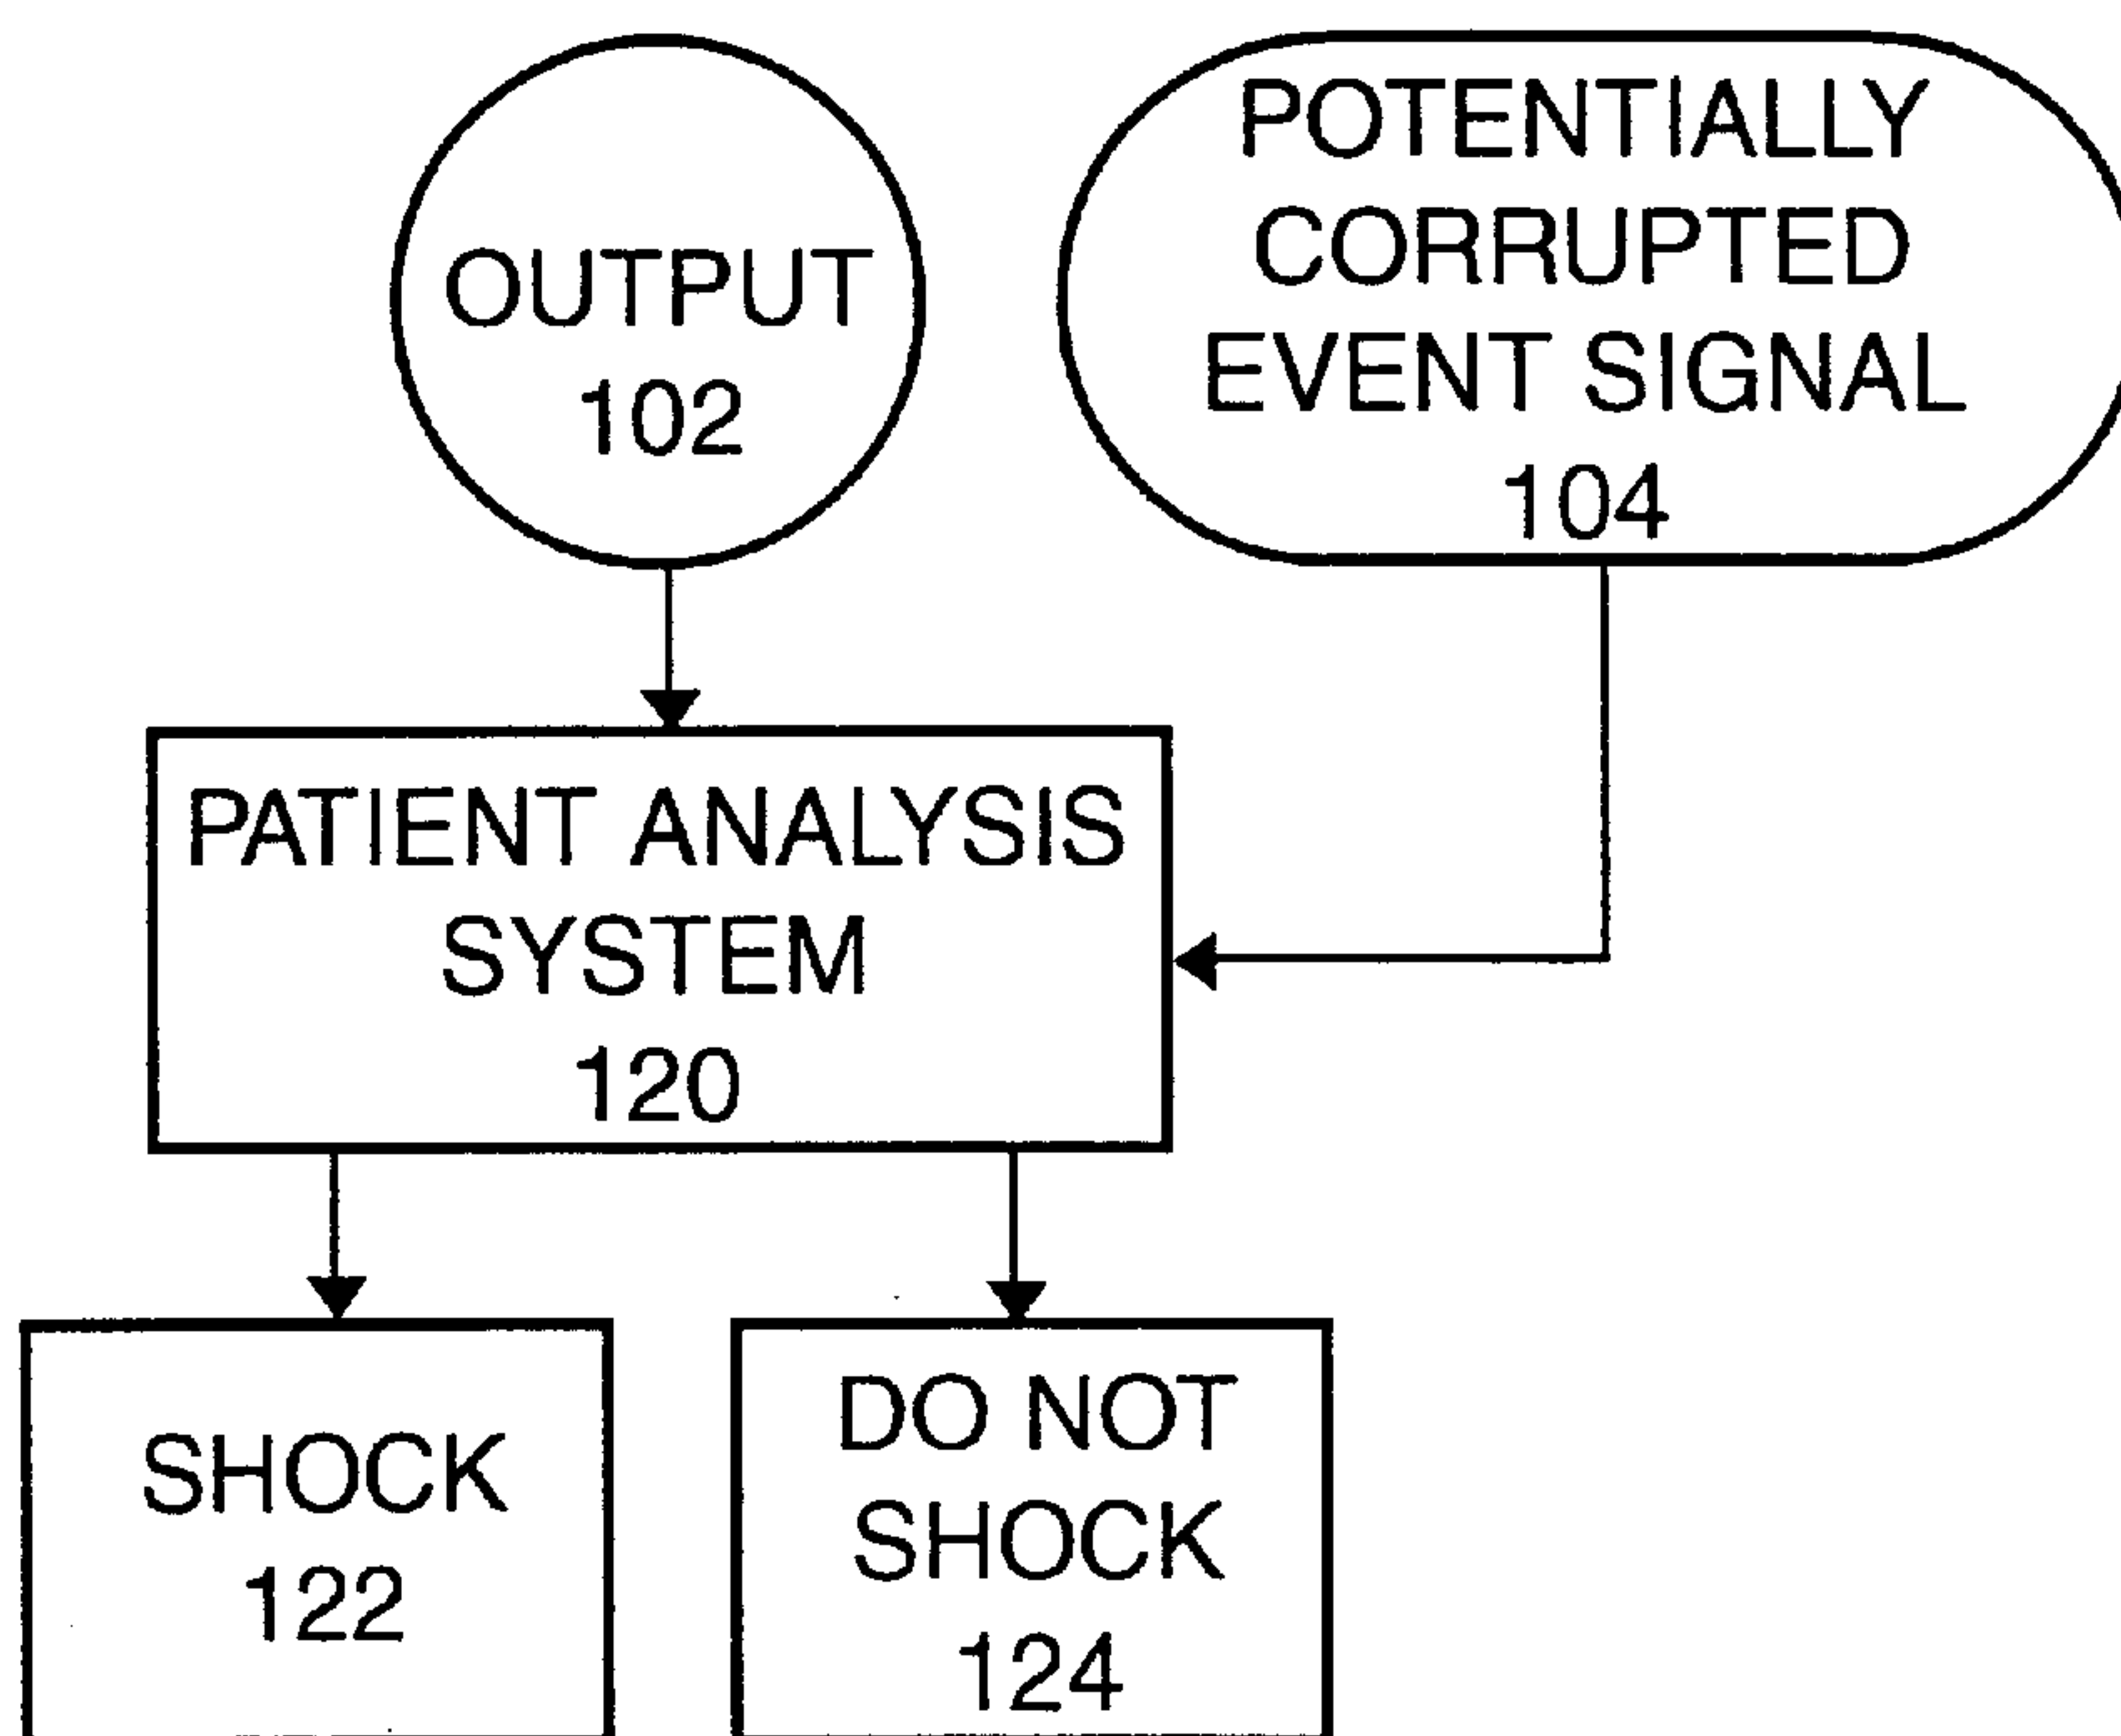 OUTPUT
102
POTENTIALLY
CORRUPTED
EVENT SIGNAL
104
PATIENT ANALYSIS
SYSTEM
120
SHOCK
122
DO NOT
SHOCK
124